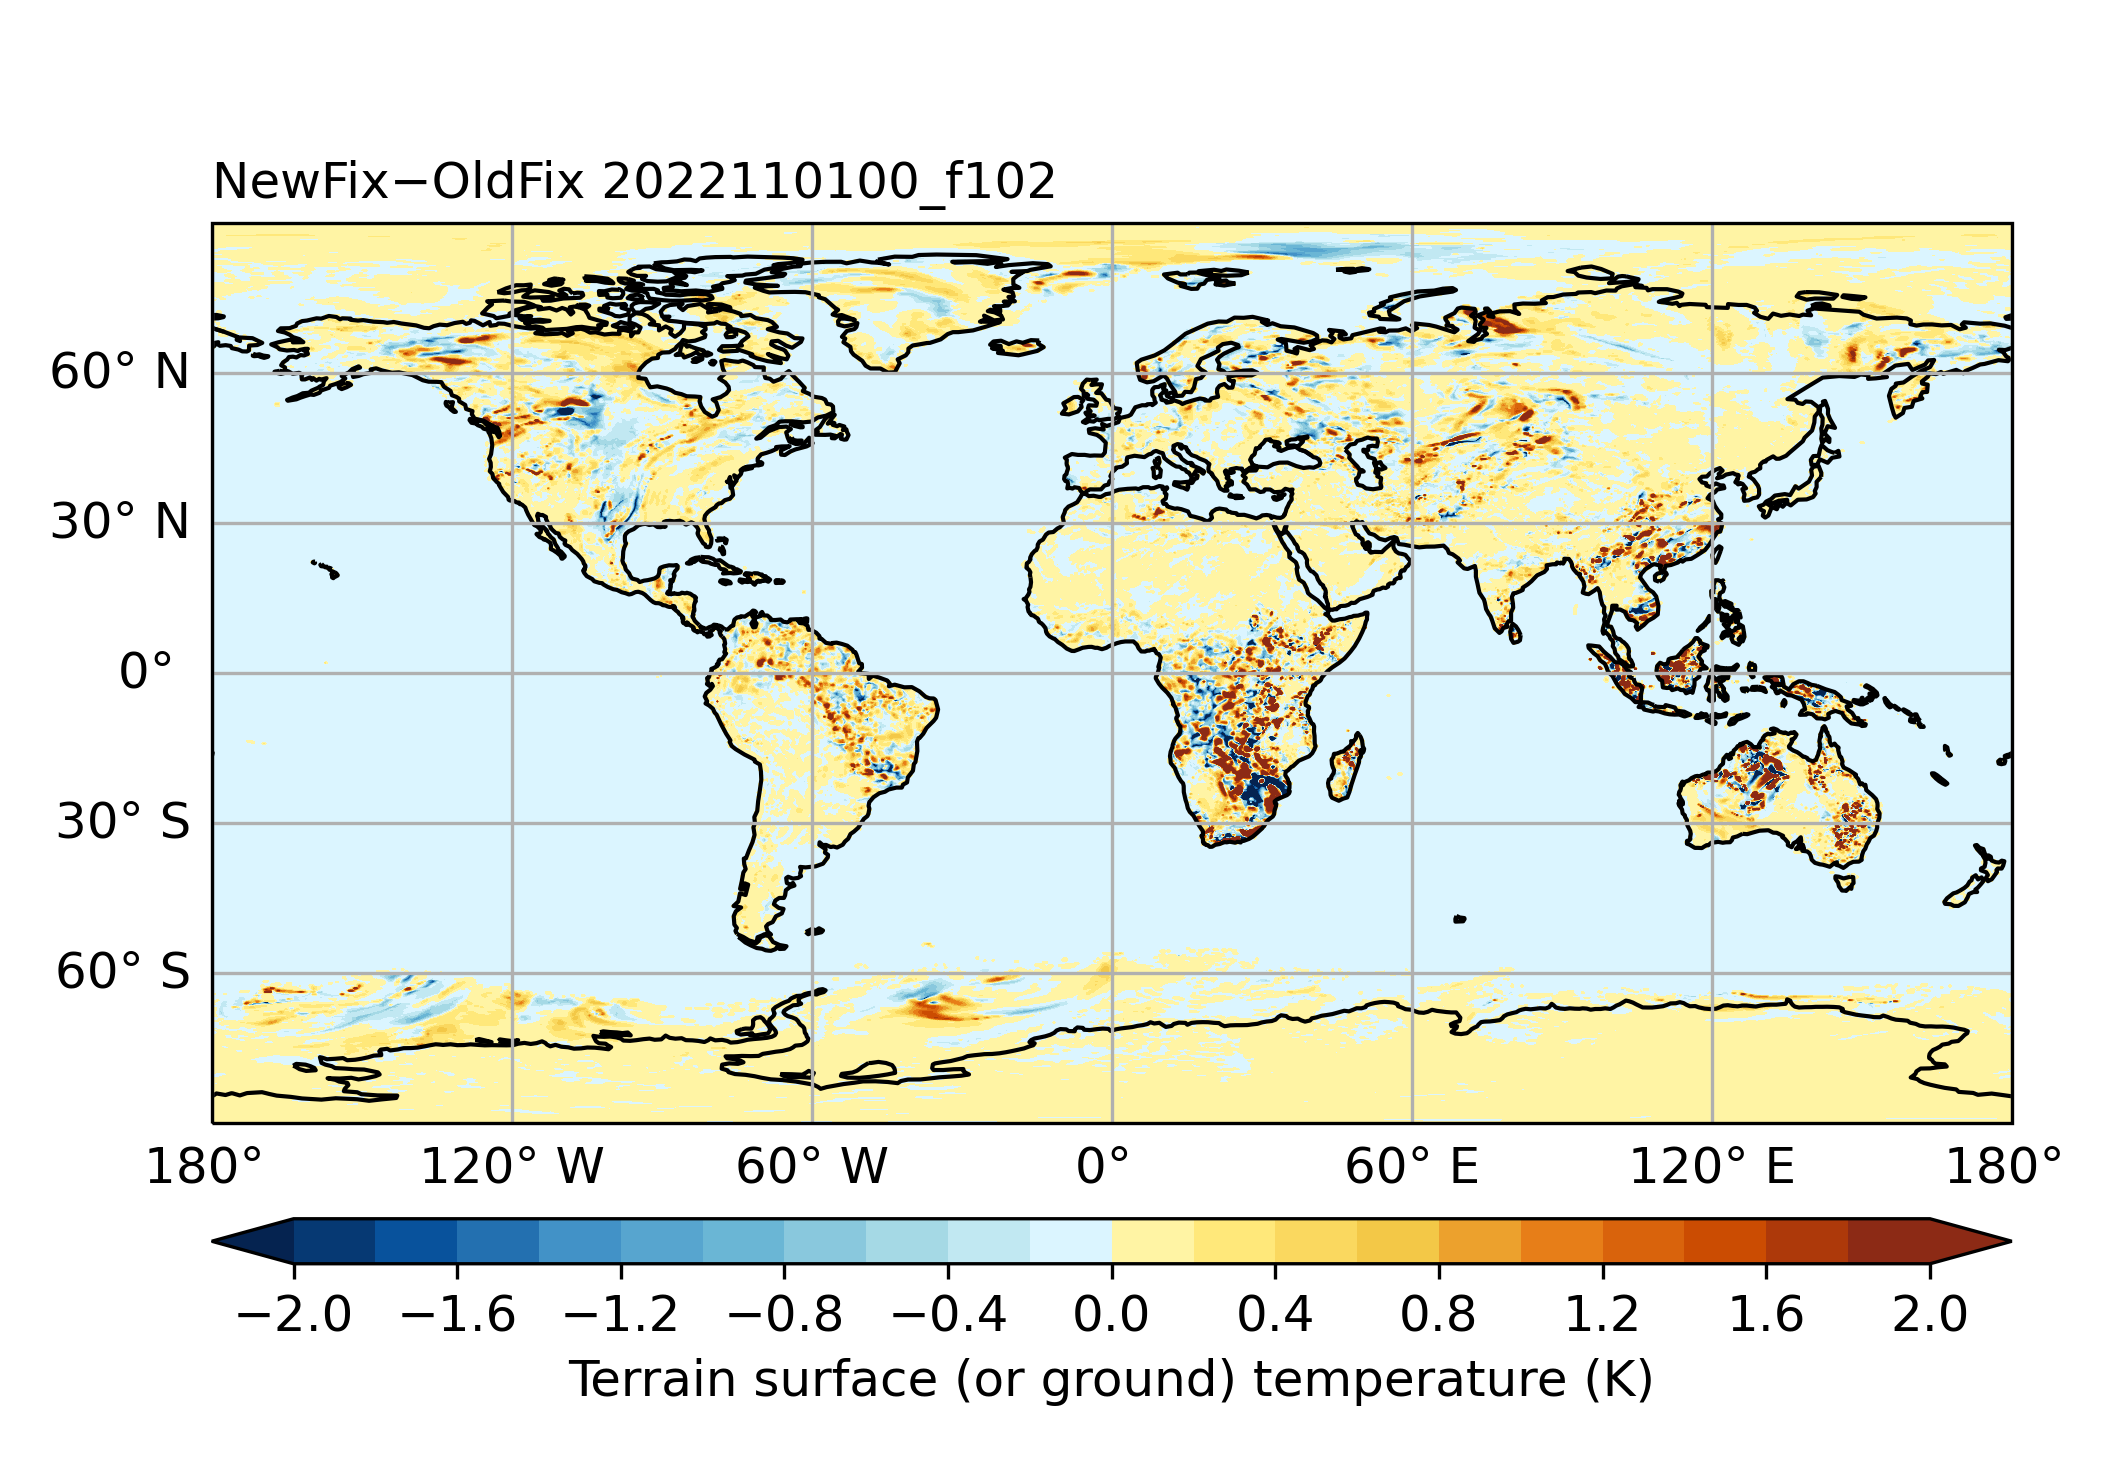 NewFix−OldFix 2022110100_f102
60° N
30° N
0°
30° S
60° S
180° 120° W 60° W 0° 60° E 120° E 180°
−2.0 −1.6 −1.2 −0.8 −0.4 0.0 0.4 0.8 1.2 1.6 2.0
Terrain surface (or ground) temperature (K)